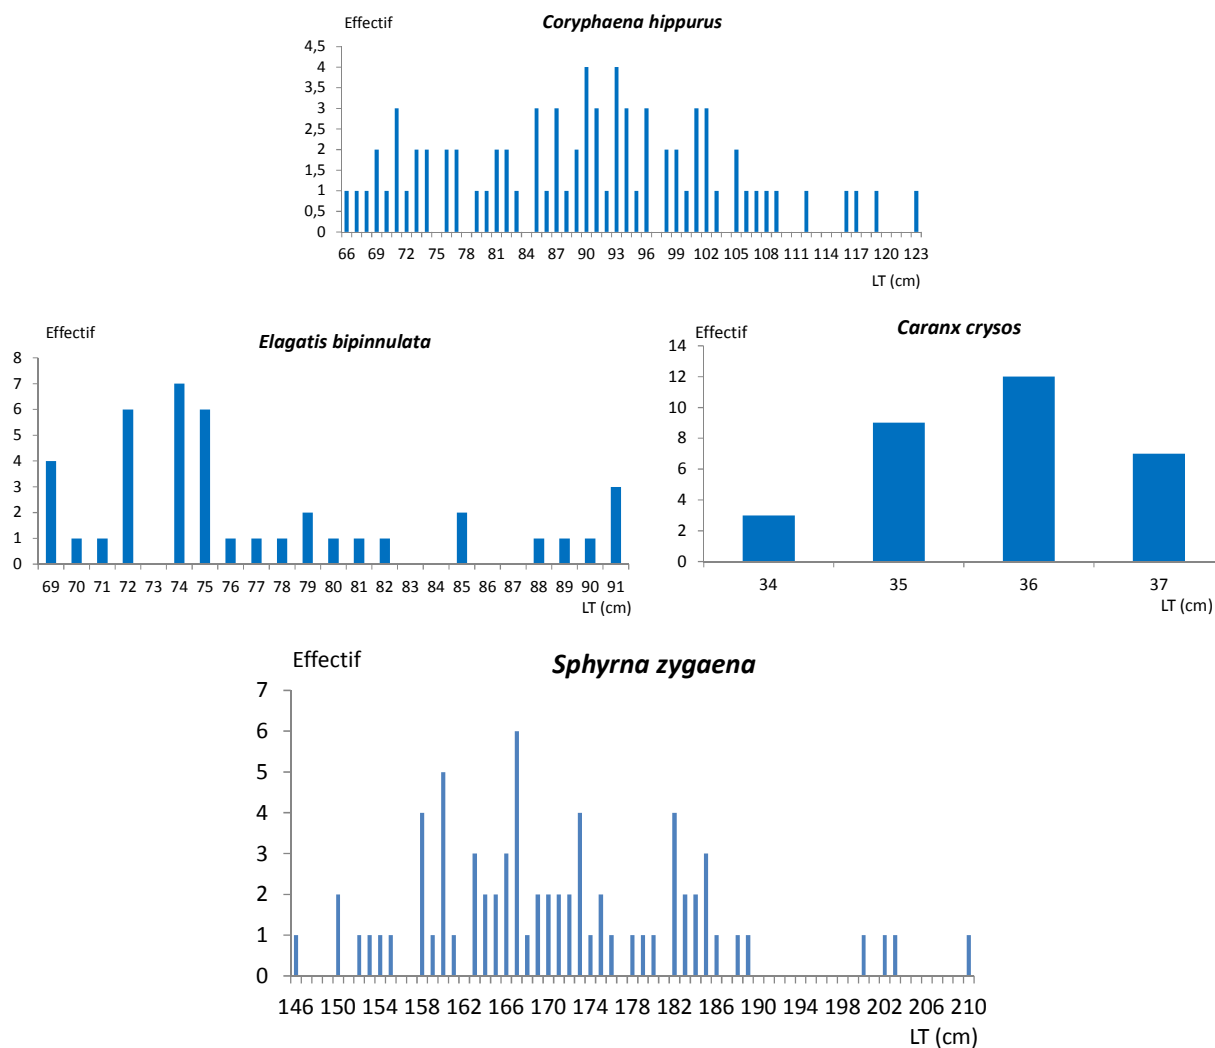 Effectif
Coryphaena hippurus
4,5
4
3,5
3
2,5
2
1,5
1
0,5
0
66 69 72 75 78 81 84 87 90 93 96 99 102 105 108 111 114 117 120 123
LT (cm)
Effectif
Elagatis bipinnulata
8
7
6
5
4
3
2
1
0
69 70 71 72 73 74 75 76 77 78 79 80 81 82 83 84 85 86 87 88 89 90 91
LT (cm)
Effectif
Caranx crysos
14
12
10
8
6
4
2
0
34 35 36 37
LT (cm)
Effectif
Sphyrna zygaena
7
6
5
4
3
2
1
0
146 150 154 158 162 166 170 174 178 182 186 190 194 198 202 206 210
LT (cm)